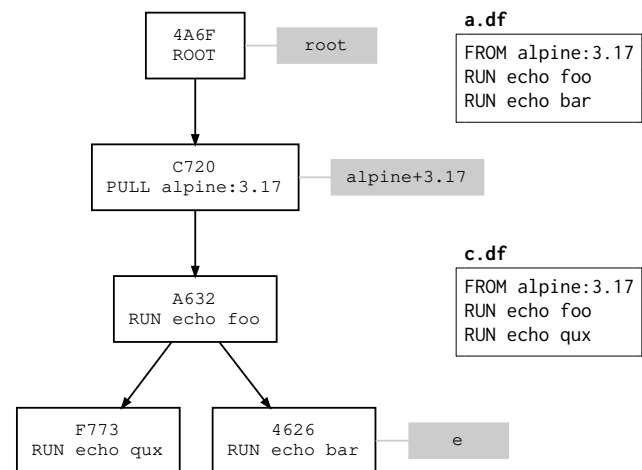 4A6F
ROOT
root
C720
PULL alpine:3.17
alpine+3.17
A632
RUN echo foo
F773
RUN echo qux
4626
RUN echo bar
e
a.df
FROM alpine:3.17
RUN echo foo
RUN echo bar
c.df
FROM alpine:3.17
RUN echo foo
RUN echo qux